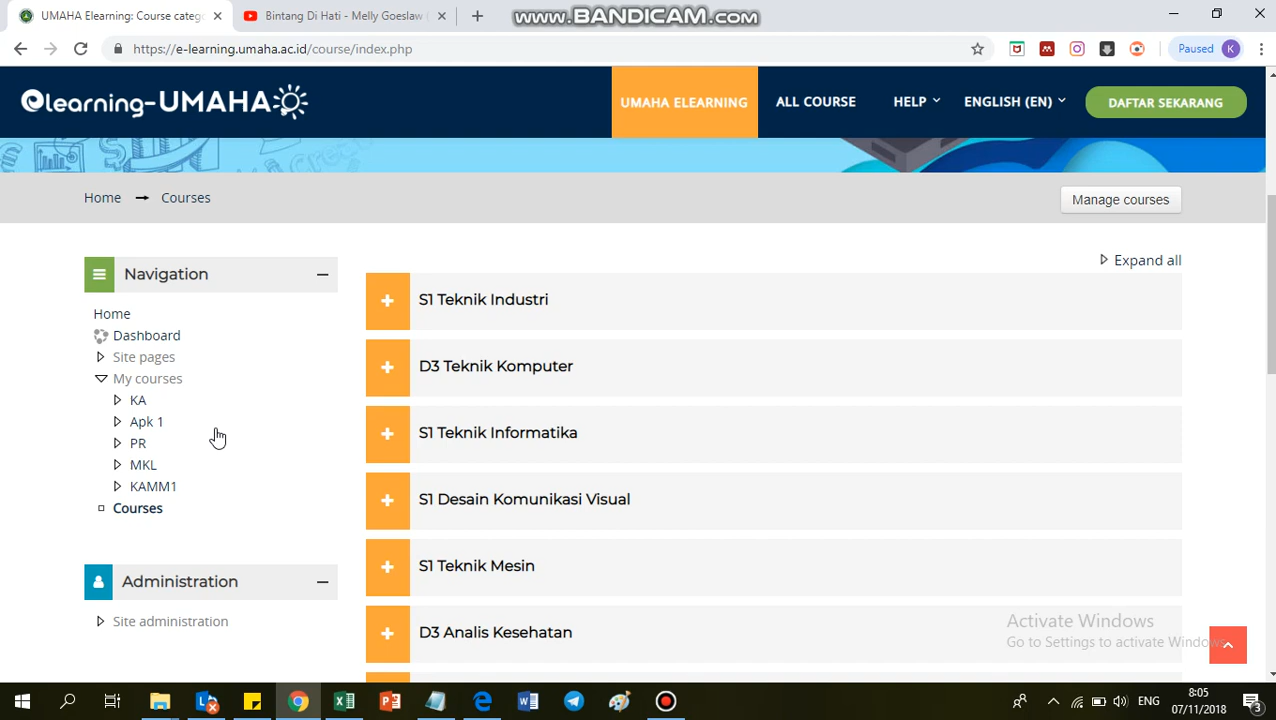 UMAHA Elearning: Course catego
Bintang Di Hati - Melly Goeslaw (
www.BANDICAM.com
https://e-learning.umaha.ac.id/course/index.php
Paused K
elearning-UMAHA
UMAHA ELEARNING
ALL COURSE
HELP
ENGLISH (EN)
DAFTAR SEKARANG
Home
Courses
Manage courses
Navigation
Home
Dashboard
Site pages
My courses
KA
Apk 1
PR
MKL
KAMM1
Courses
Administration
Site administration
Expand all
S1 Teknik Industri
D3 Teknik Komputer
S1 Teknik Informatika
S1 Desain Komunikasi Visual
S1 Teknik Mesin
D3 Analis Kesehatan
Activate Windows
Go to Settings to activate Windows.
ENG
8:05
07/11/2018
3